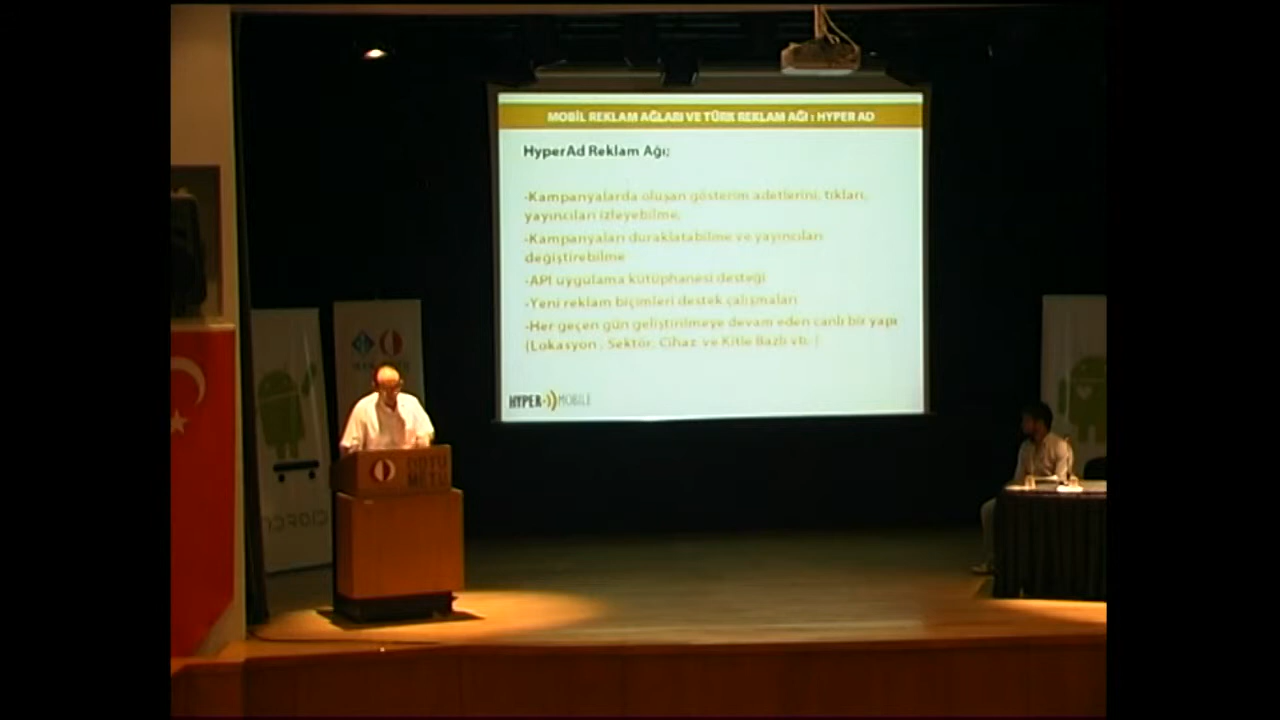 MOBİL REKLAM AĞLARI VE TÜRK REKLAM AĞI : HYPER AD
HyperAd Reklam Ağı;
-Kampanyalarda oluşan gösterim adetlerini, tıkları,
yayıncıları izleyebilme,
-Kampanyaları duraklatabilme ve yayıncıları
değiştirebilme
-API uygulama kütüphanesi desteği
-Yeni reklam biçimleri destek çalışmaları
-Her geçen gün geliştirilmeye devam eden canlı bir yapı
(Lokasyon , Sektör, Cihaz ve Kitle Bazlı vb. )
HYPER MOBILE
ODTÜ
METU